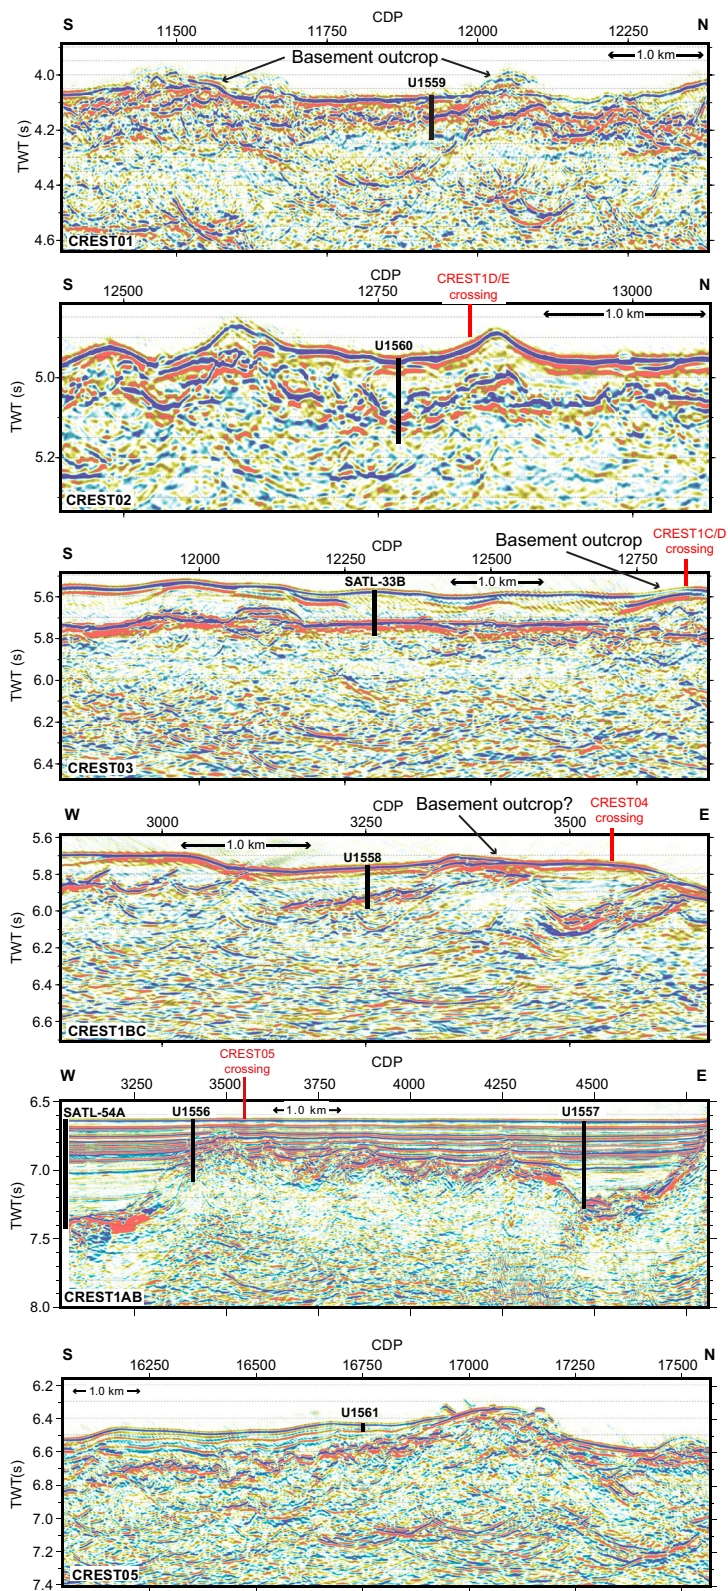 S CDP N
11500 11750 12000 12250
Basement outcrop
1.0 km
U1559
4.0
4.2
4.4
4.6
TWT (s)
CREST01
S CDP N
CREST1D/E
crossing
12500 12750 13000
1.0 km
U1560
5.0
5.2
TWT (s)
CREST02
S CDP
Basement outcrop
CREST1C/D
crossing
12000 12250 12500 12750
SATL-33B
1.0 km
5.6
5.8
6.0
6.2
6.4
TWT (s)
CREST03
W CDP E
Basement outcrop?
CREST04
crossing
3000 3250 3500
1.0 km
U1558
5.6
5.8
6.0
6.2
6.4
6.6
TWT (s)
CREST1BC
W CDP E
CREST05
crossing
3250 3500 3750 4000 4250 4500
SATL-54A U1556 1.0 km U1557
6.5
7.0
7.5
8.0
TWT(s)
CREST1AB
S CDP N
16250 16500 16750 17000 17250 17500
1.0 km
U1561
6.2
6.4
6.6
6.8
7.0
7.2
7.4
TWT(s)
CREST05